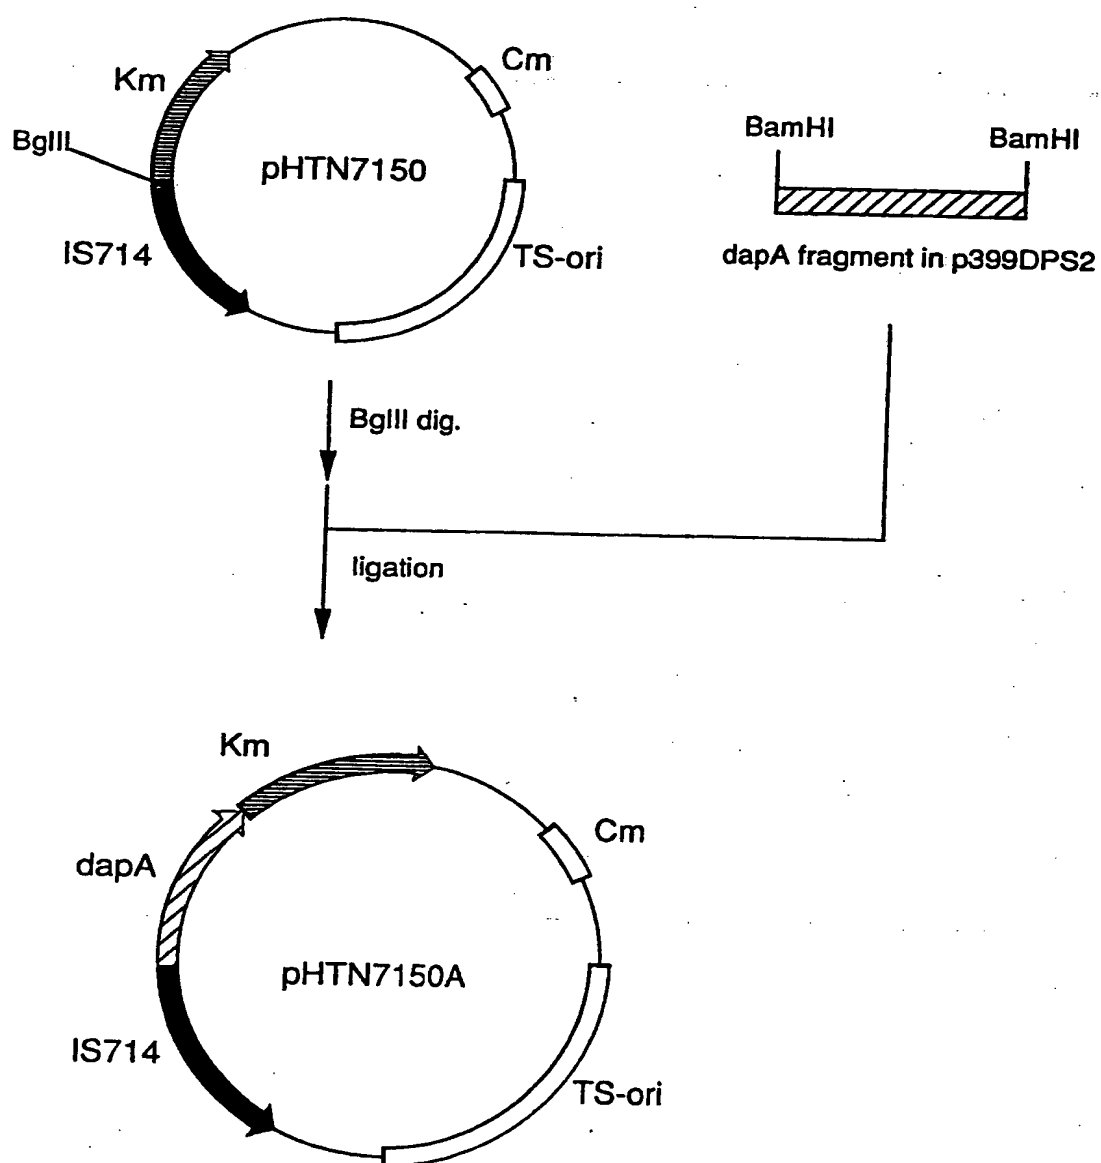 Km
Cm
BglII
pHTN7150
IS714
TS-ori
BamHI
BamHI
dapA fragment in p399DPS2
BglII dig.
ligation
Km
Cm
dapA
pHTN7150A
IS714
TS-ori